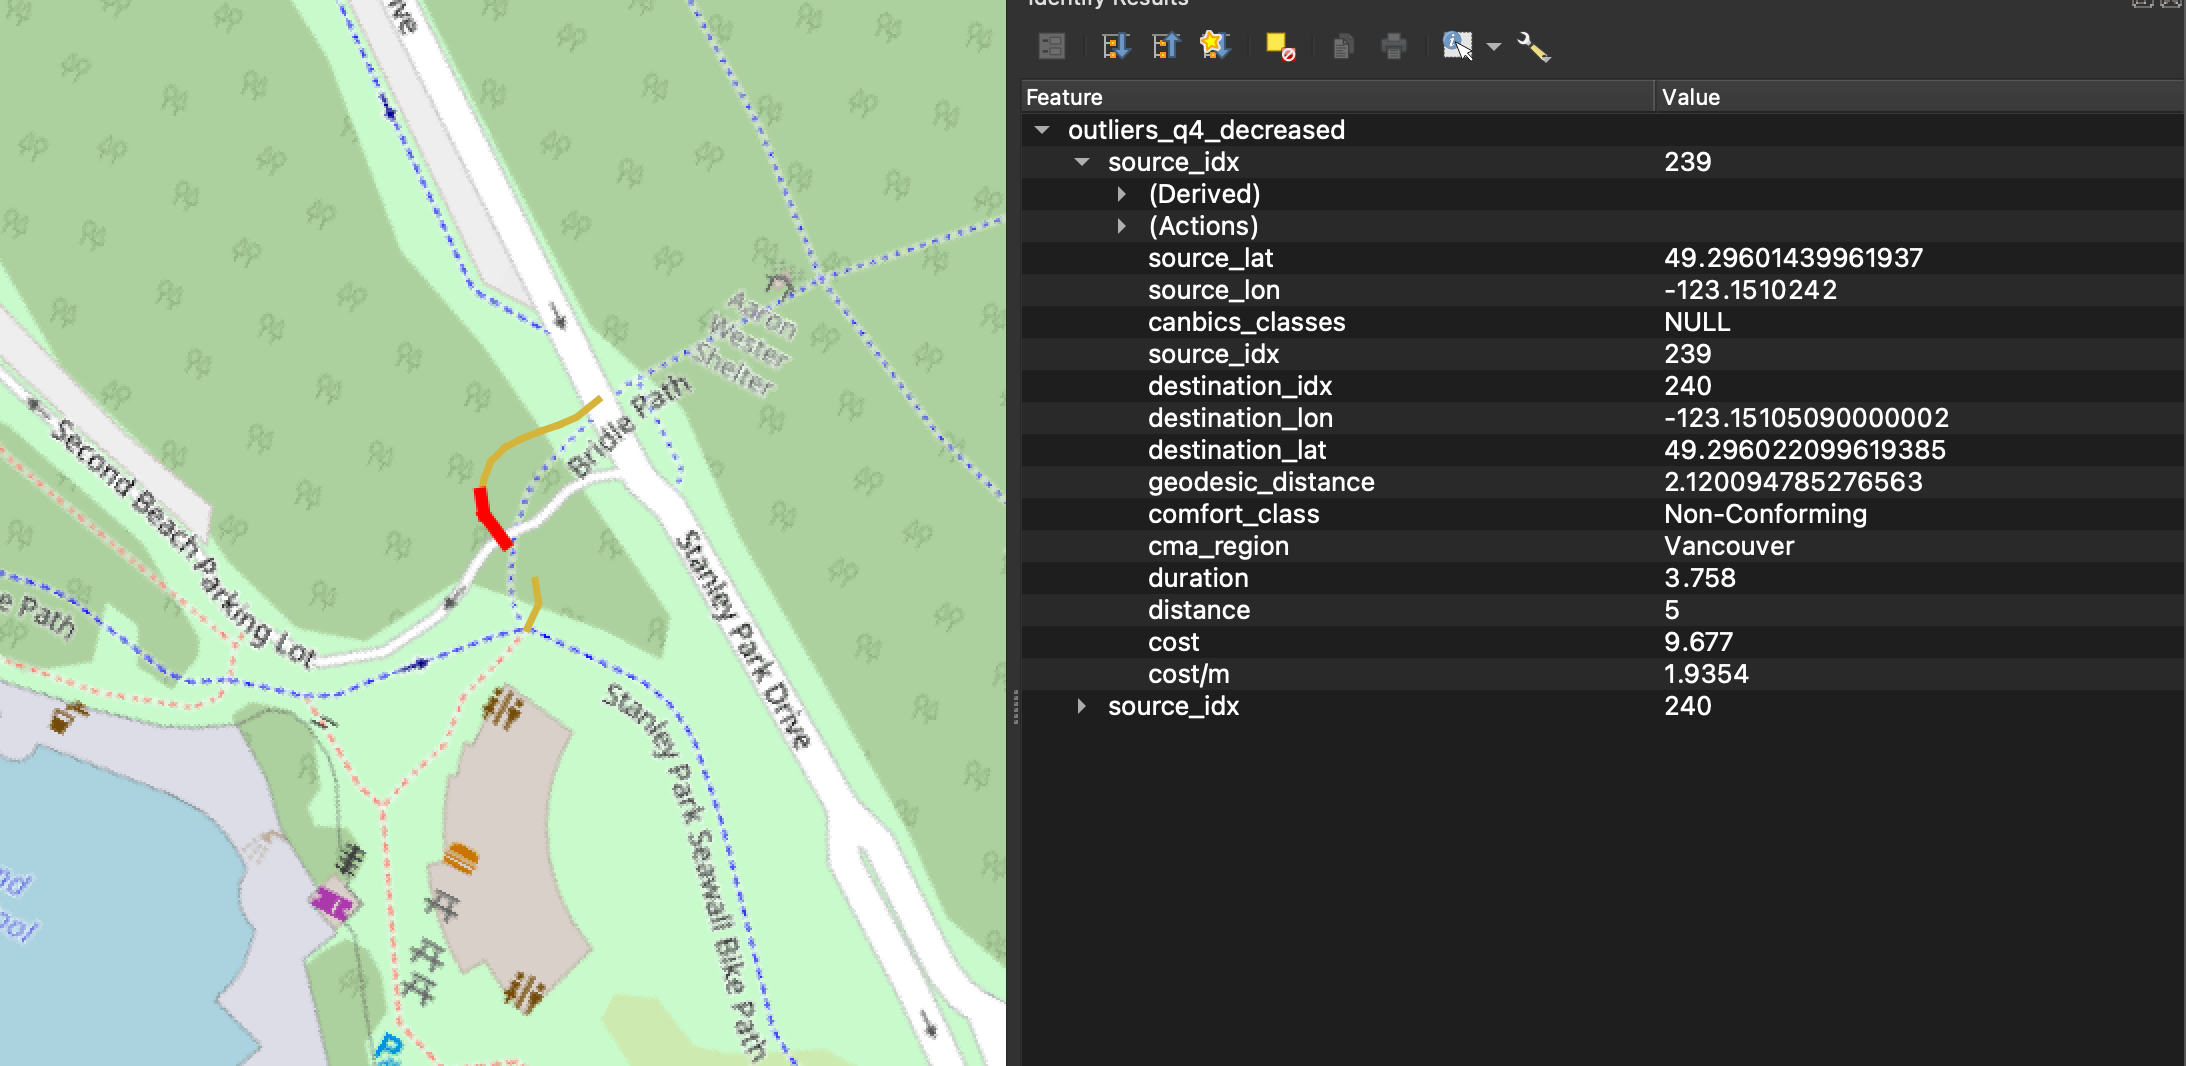 ve
Aaron
Wester
Shelter
Bridle Path
Second Beach Parking Lot
e Path
Stanley Park Drive
Stanley Park Seawall Bike Path
nd
ool
P
Identify Results
Feature Value
outliers_q4_decreased
source_idx 239
(Derived)
(Actions)
source_lat 49.29601439961937
source_lon -123.1510242
canbics_classes NULL
source_idx 239
destination_idx 240
destination_lon -123.15105090000002
destination_lat 49.296022099619385
geodesic_distance 2.120094785276563
comfort_class Non-Conforming
cma_region Vancouver
duration 3.758
distance 5
cost 9.677
cost/m 1.9354
source_idx 240